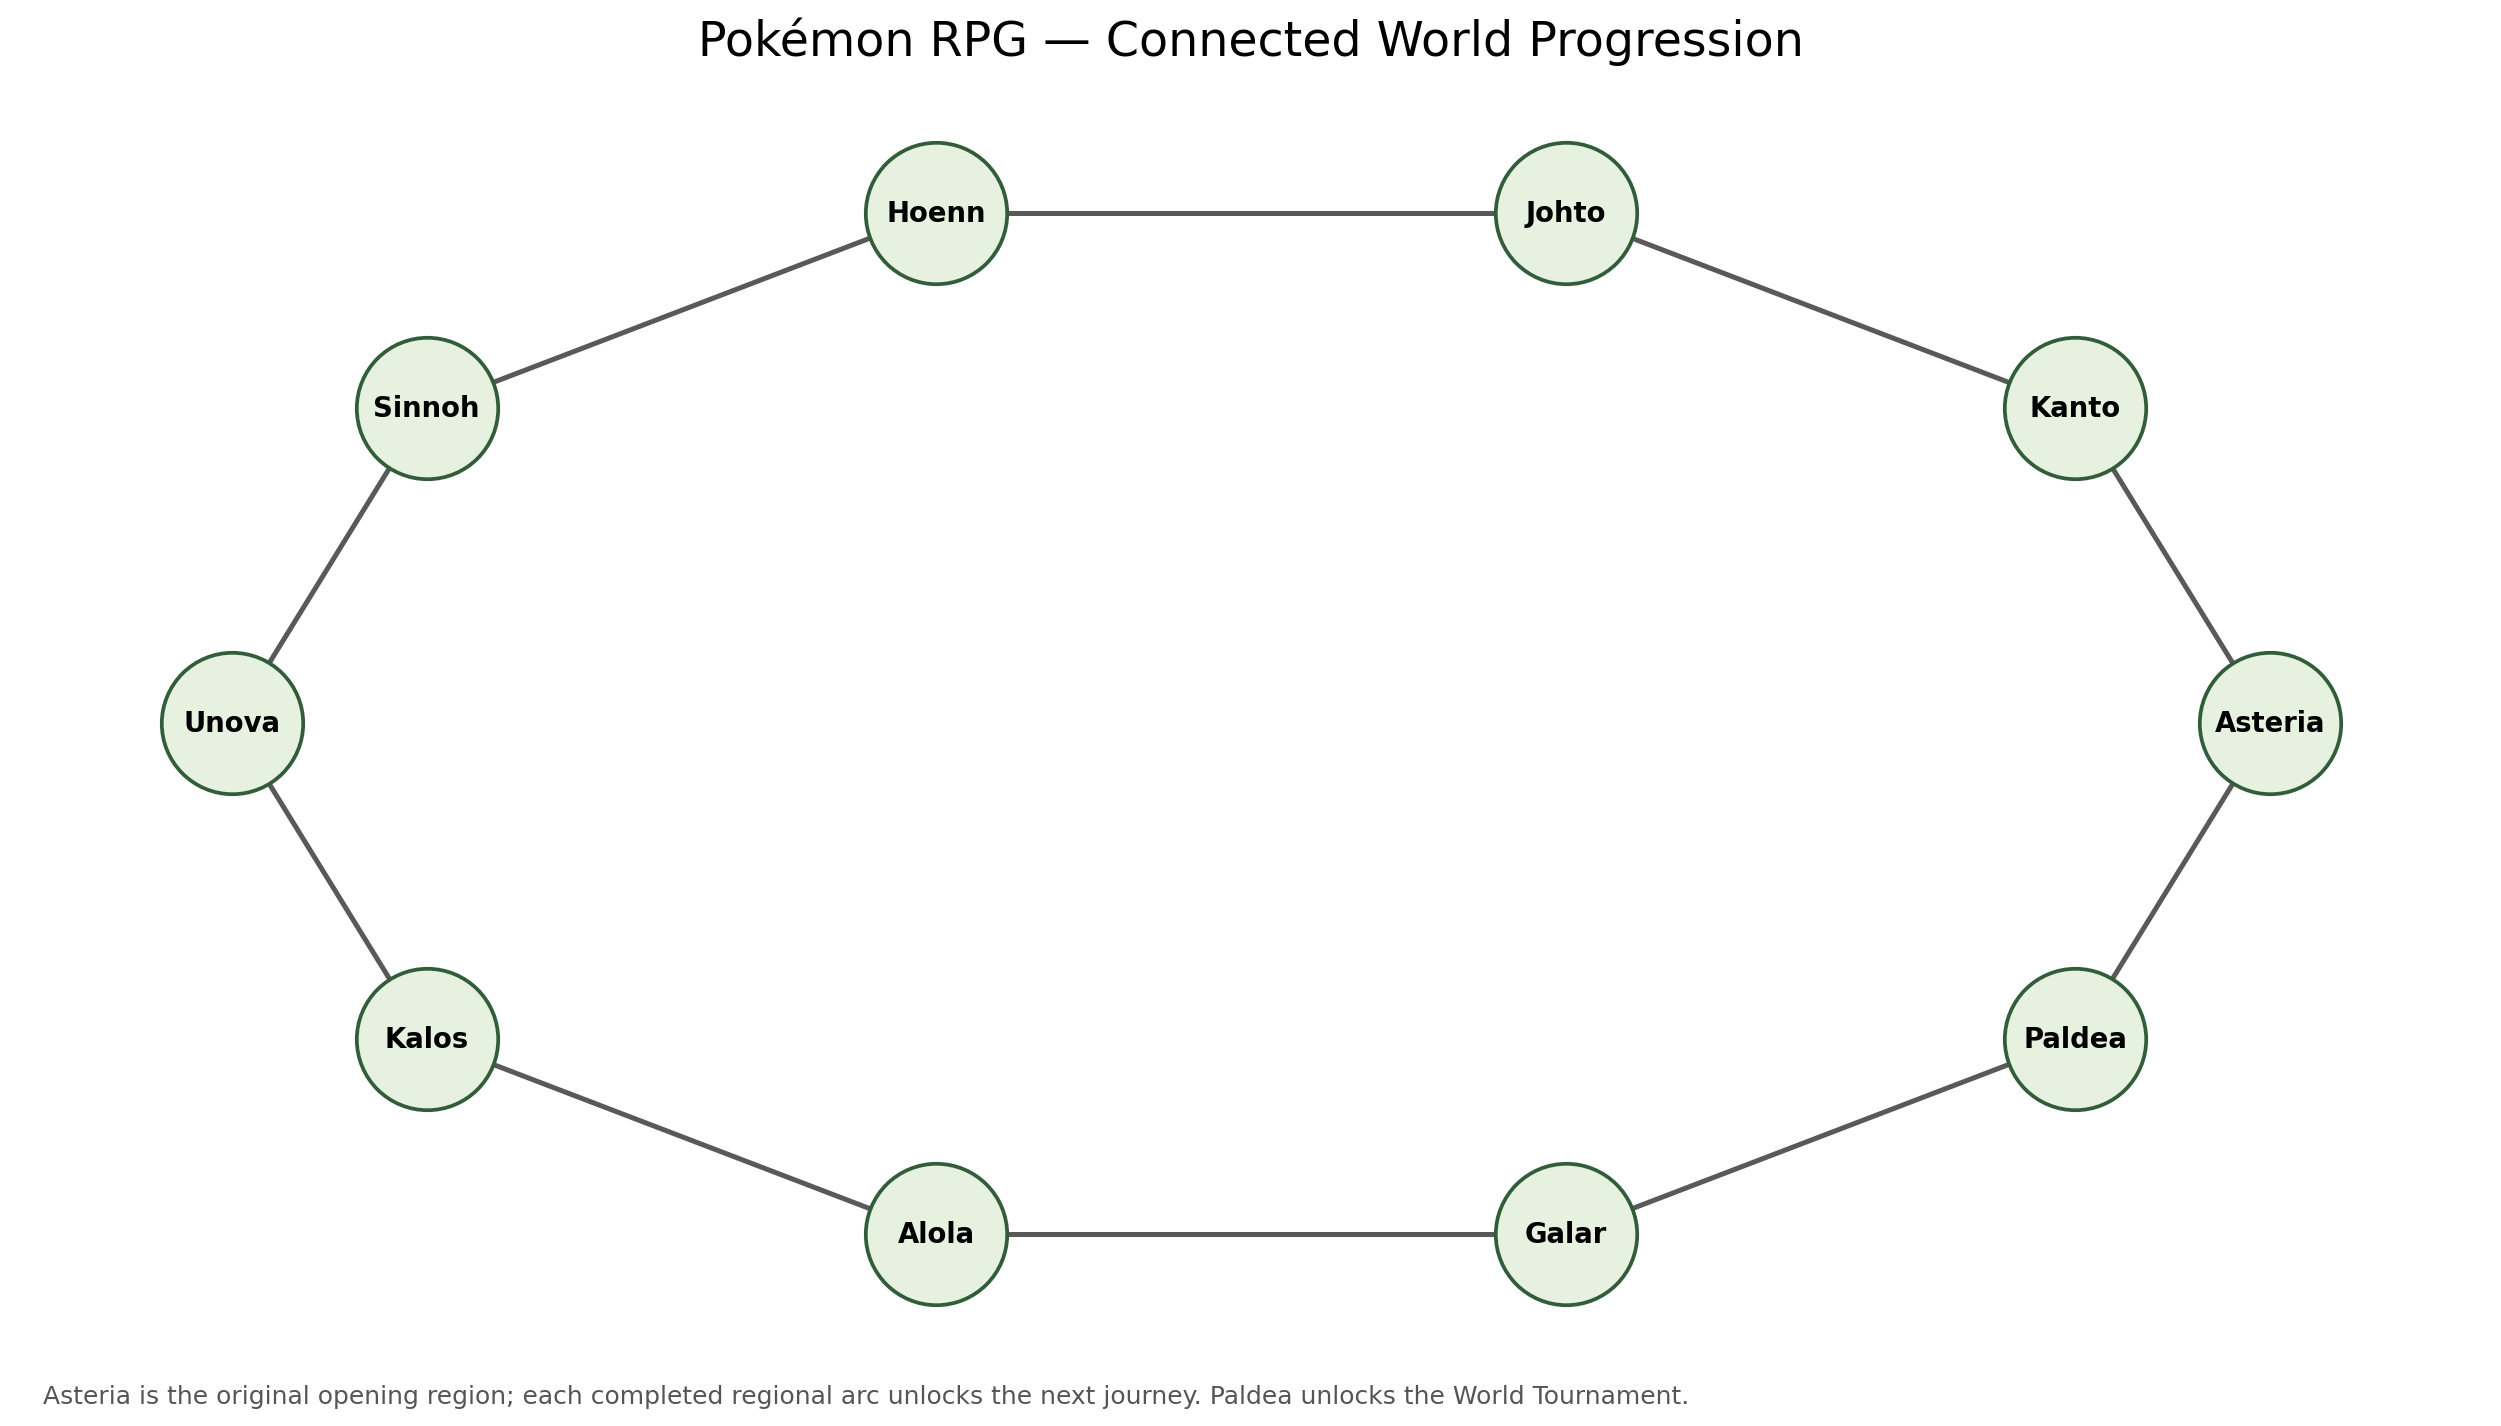 Pokémon RPG — Connected World Progression
Hoenn
Johto
Sinnoh
Kanto
Unova
Asteria
Kalos
Paldea
Alola
Galar
Asteria is the original opening region; each completed regional arc unlocks the next journey. Paldea unlocks the World Tournament.